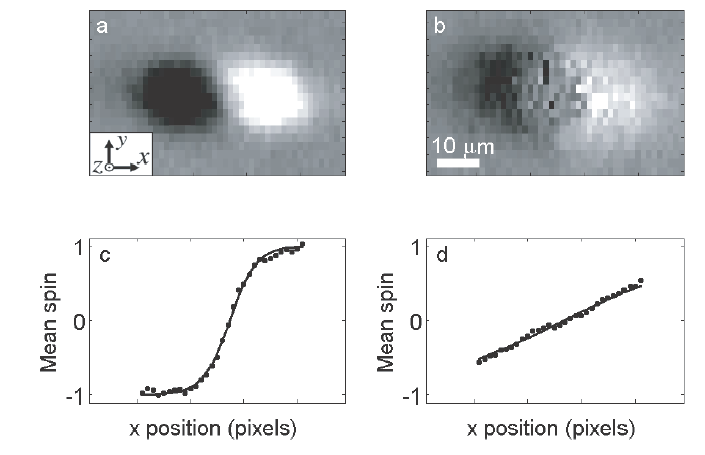 a
y
z x
b
10 μm
c
1
0
-1
Mean spin
x position (pixels)
d
1
0
-1
Mean spin
x position (pixels)